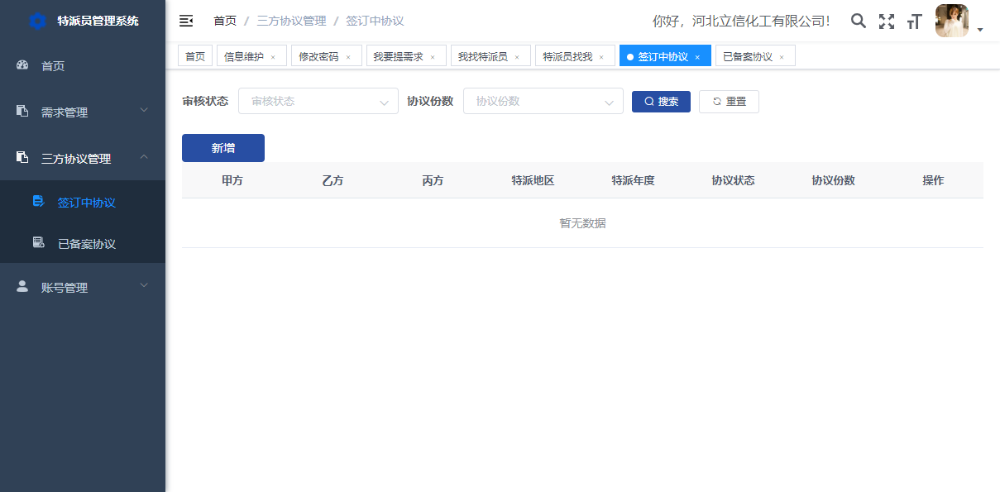 特派员管理系统
首页 / 三方协议管理 / 签订中协议
你好，河北立信化工有限公司!
首页
信息维护 ×
修改密码 ×
我要提需求 ×
我找特派员 ×
特派员找我 ×
签订中协议 ×
已备案协议 ×
首页
需求管理
三方协议管理
签订中协议
已备案协议
账号管理
审核状态 审核状态 协议份数 协议份数 搜索 重置
新增
甲方 乙方 丙方 特派地区 特派年度 协议状态 协议份数 操作
暂无数据